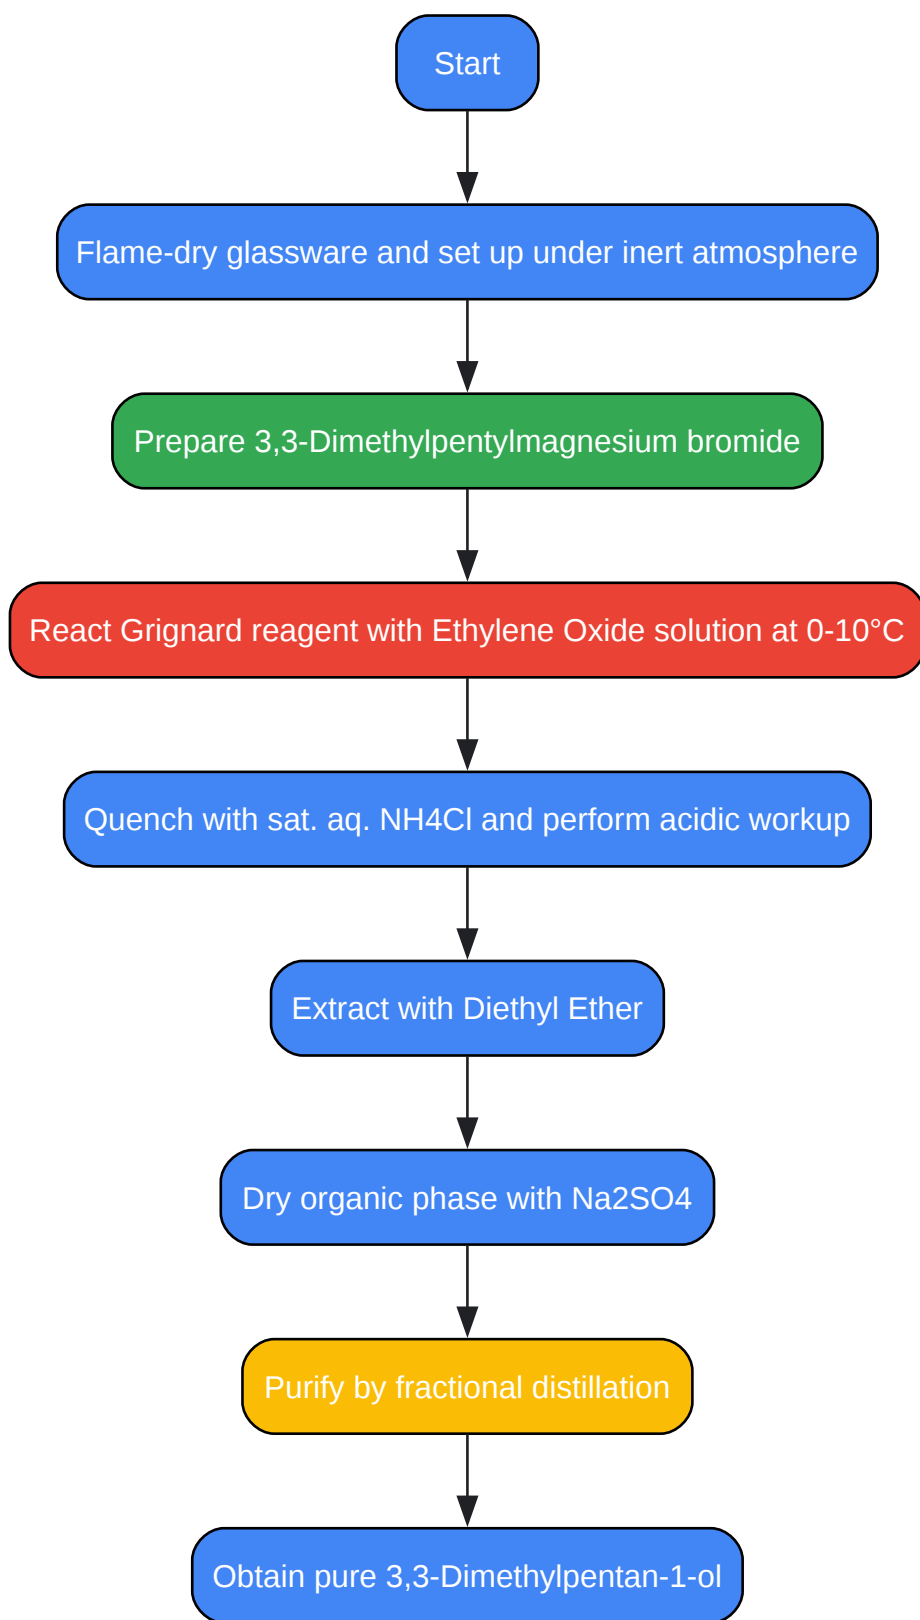 Start
Flame-dry glassware and set up under inert atmosphere
Prepare 3,3-Dimethylpentylmagnesium bromide
React Grignard reagent with Ethylene Oxide solution at 0-10°C
Quench with sat. aq. NH4Cl and perform acidic workup
Extract with Diethyl Ether
Dry organic phase with Na2SO4
Purify by fractional distillation
Obtain pure 3,3-Dimethylpentan-1-ol